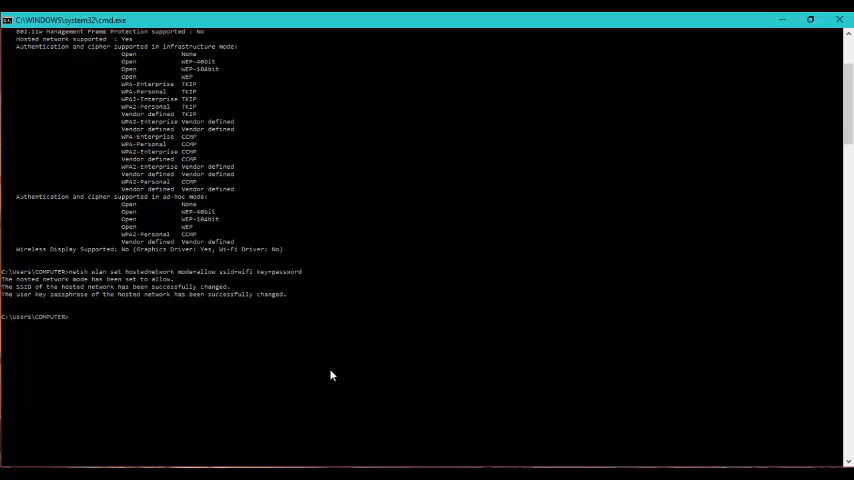 C:\WINDOWS\system32\cmd.exe
802.11w Management Frame Protection supported : No
Hosted network supported  : Yes
Authentication and cipher supported in infrastructure mode:
Open            None
Open            WEP-40bit
Open            WEP-104bit
Open            WEP
WPA-Enterprise  TKIP
WPA-Personal    TKIP
WPA2-Enterprise TKIP
WPA2-Personal   TKIP
Vendor defined  TKIP
WPA2-Enterprise Vendor defined
Vendor defined  Vendor defined
WPA-Enterprise  CCMP
WPA-Personal    CCMP
WPA2-Enterprise CCMP
Vendor defined  CCMP
WPA2-Enterprise Vendor defined
Vendor defined  Vendor defined
WPA2-Personal   CCMP
Vendor defined  Vendor defined
Authentication and cipher supported in ad-hoc mode:
Open            None
Open            WEP-40bit
Open            WEP-104bit
Open            WEP
WPA2-Personal   CCMP
Vendor defined  Vendor defined
Wireless Display Supported: No (Graphics Driver: Yes, Wi-Fi Driver: No)
C:\Users\COMPUTER>netsh wlan set hostednetwork mode=allow ssid=wifi key=password
The hosted network mode has been set to allow.
The SSID of the hosted network has been successfully changed.
The user key passphrase of the hosted network has been successfully changed.
C:\Users\COMPUTER>